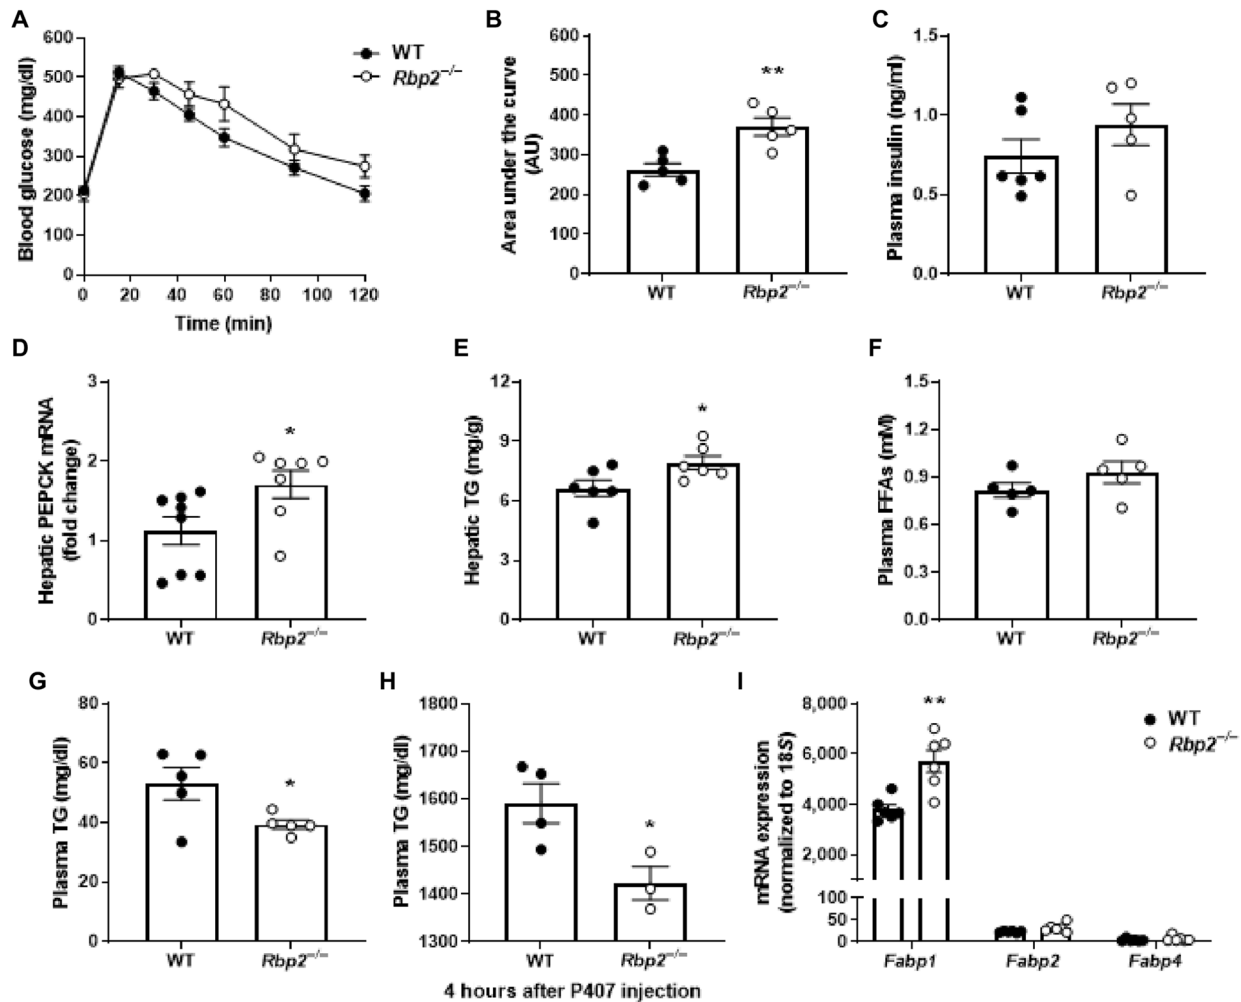 A
Blood glucose (mg/dl)
600
500
400
300
200
100
0
0 20 40 60 80 100 120
Time (min)
WT
Rbp2–/–
B
Area under the curve
(AU)
600
500
400
300
200
100
0
WT Rbp2–/–
**
C
Plasma insulin (ng/ml)
1.5
1.0
0.5
0.0
WT Rbp2–/–
D
Hepatic PEPCK mRNA
(fold change)
3
2
1
0
WT Rbp2–/–
*
E
Hepatic TG (mg/g)
12
9
6
3
0
WT Rbp2–/–
*
F
Plasma FFAs (mM)
1.5
1.2
0.9
0.6
0.3
0.0
WT Rbp2–/–
G
Plasma TG (mg/dl)
80
60
40
20
0
WT Rbp2–/–
*
H
Plasma TG (mg/dl)
1800
1700
1600
1500
1400
1300
WT Rbp2–/–
*
4 hours after P407 injection
I
mRNA expression
(normalized to 18S)
8,000
6,000
4,000
2,000
100
50
0
Fabp1 Fabp2 Fabp4
**
WT
Rbp2–/–